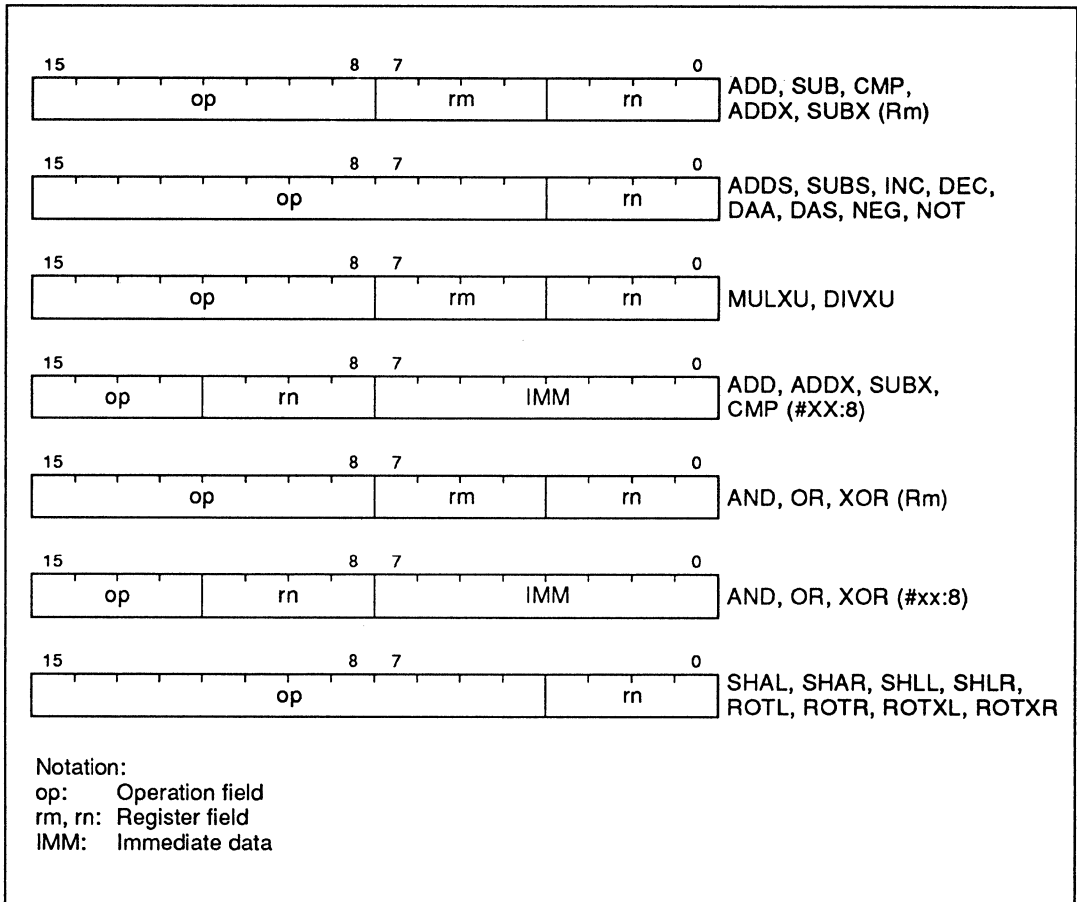 15 8 7 0
op rm rn
ADD, SUB, CMP,
ADDX, SUBX (Rm)
15 8 7 0
op rn
ADDS, SUBS, INC, DEC,
DAA, DAS, NEG, NOT
15 8 7 0
op rm rn
MULXU, DIVXU
15 8 7 0
op rn IMM
ADD, ADDX, SUBX,
CMP (#XX:8)
15 8 7 0
op rm rn
AND, OR, XOR (Rm)
15 8 7 0
op rn IMM
AND, OR, XOR (#xx:8)
15 8 7 0
op rn
SHAL, SHAR, SHLL, SHLR,
ROTL, ROTR, ROTXL, ROTXR
Notation:
op: Operation field
rm, rn: Register field
IMM: Immediate data